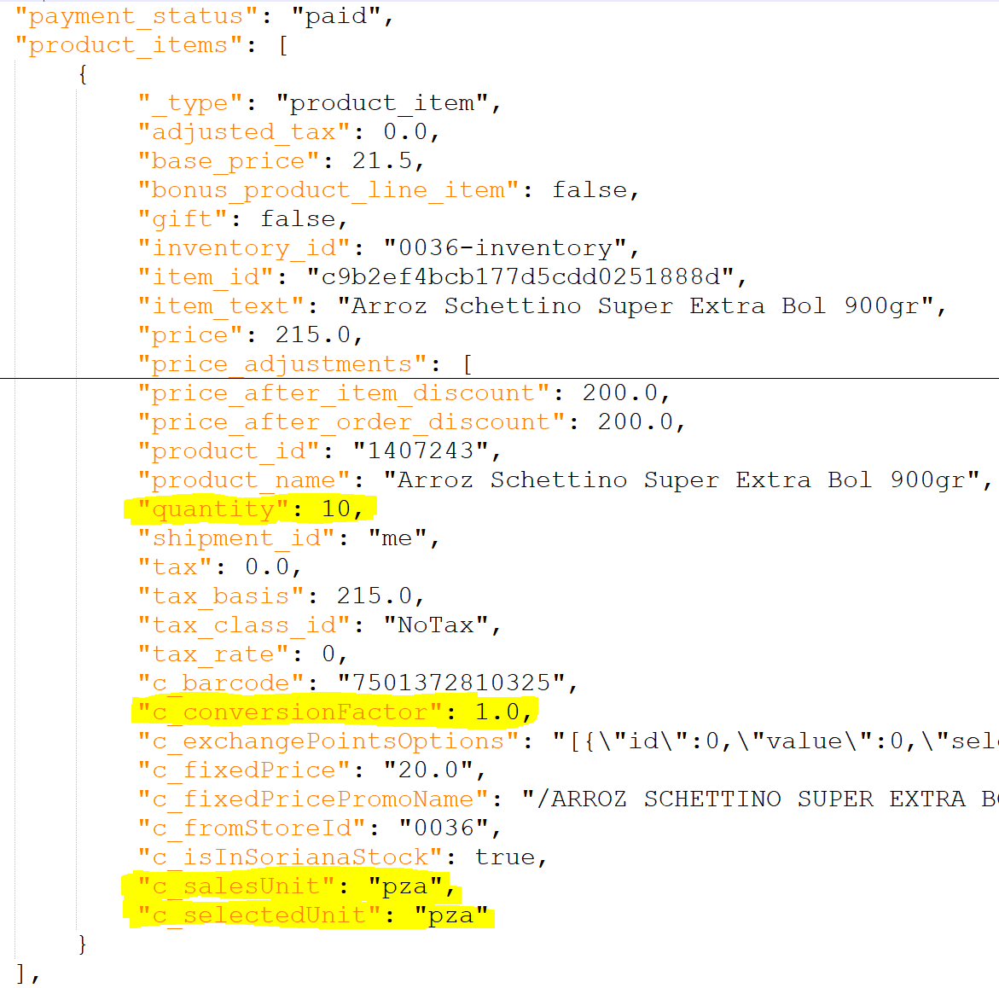 "payment_status": "paid",
"product_items": [
{
"_type": "product_item",
"adjusted_tax": 0.0,
"base_price": 21.5,
"bonus_product_line_item": false,
"gift": false,
"inventory_id": "0036-inventory",
"item_id": "c9b2ef4bcb177d5cdd0251888d",
"item_text": "Arroz Schettino Super Extra Bol 900gr",
"price": 215.0,
"price_adjustments": [
"price_after_item_discount": 200.0,
"price_after_order_discount": 200.0,
"product_id": "1407243",
"product_name": "Arroz Schettino Super Extra Bol 900gr",
"quantity": 10,
"shipment_id": "me",
"tax": 0.0,
"tax_basis": 215.0,
"tax_class_id": "NoTax",
"tax_rate": 0,
"c_barcode": "7501372810325",
"c_conversionFactor": 1.0,
"c_exchangePointsOptions": "[{\"id\":0,\"value\":0,\"sel
"c_fixedPrice": "20.0",
"c_fixedPricePromoName": "/ARROZ SCHETTINO SUPER EXTRA B
"c_fromStoreId": "0036",
"c_isInSorianaStock": true,
"c_salesUnit": "pza",
"c_selectedUnit": "pza"
}
],